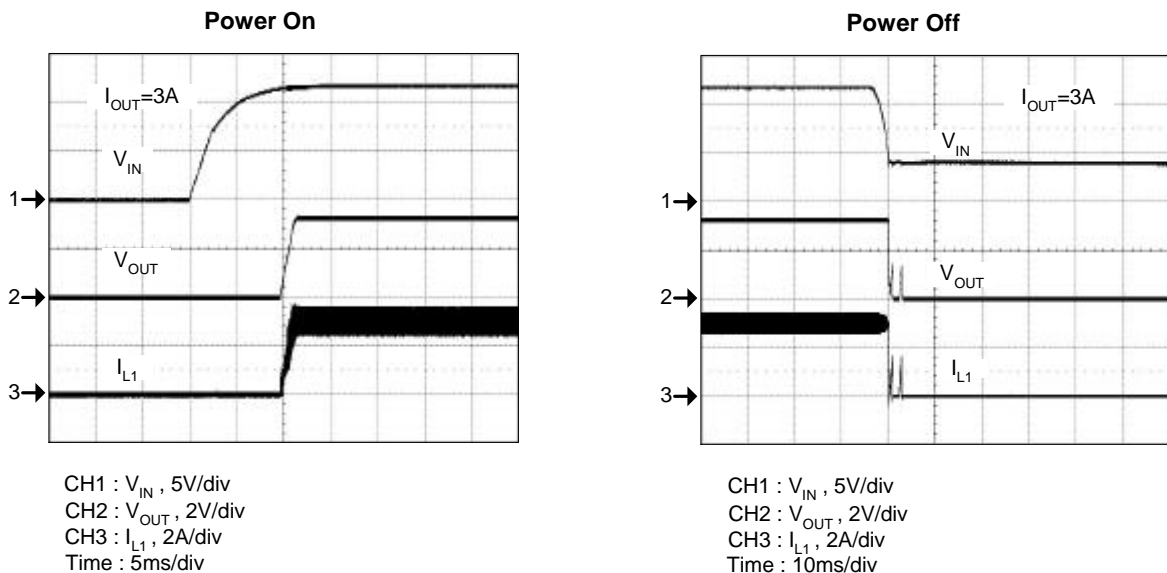 Power On
I_OUT=3A
V_IN
1
V_OUT
2
I_L1
3
CH1 : V_IN , 5V/div
CH2 : V_OUT , 2V/div
CH3 : I_L1 , 2A/div
Time : 5ms/div
Power Off
I_OUT=3A
V_IN
1
V_OUT
2
I_L1
3
CH1 : V_IN , 5V/div
CH2 : V_OUT , 2V/div
CH3 : I_L1 , 2A/div
Time : 10ms/div